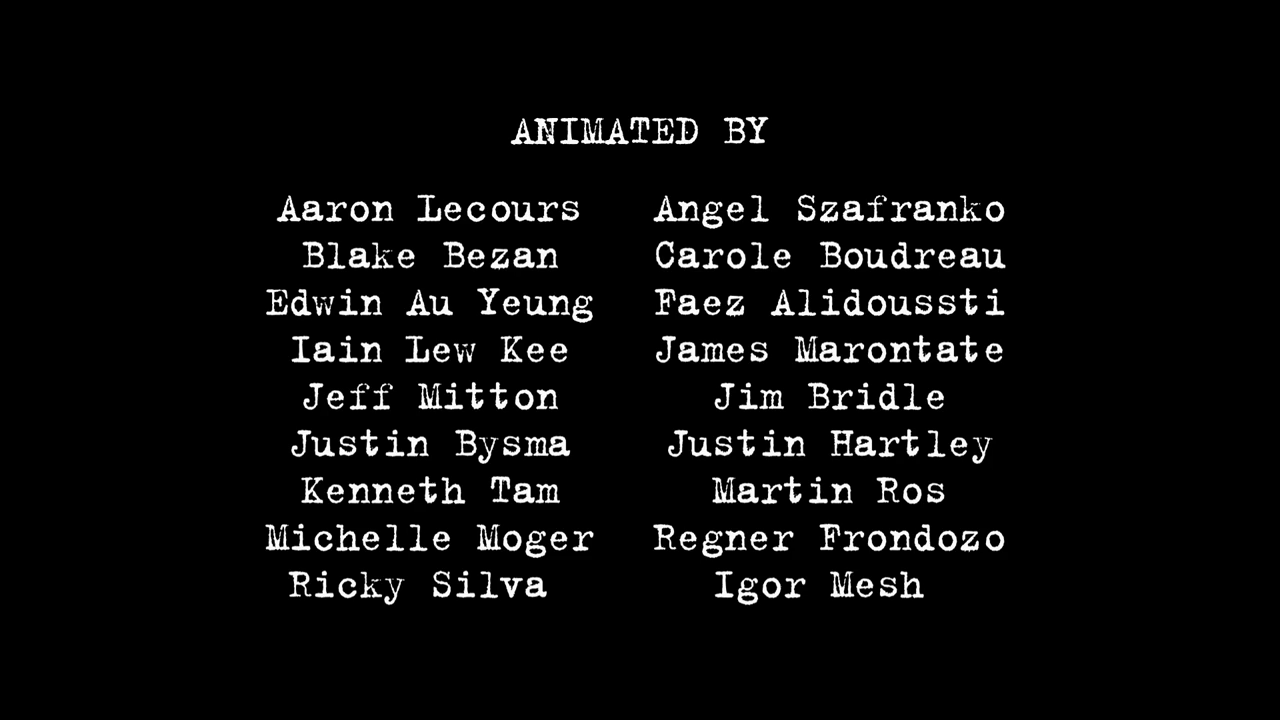 ANIMATED BY
Aaron Lecours Angel Szafranko
Blake Bezan Carole Boudreau
Edwin Au Yeung Faez Alidoussti
Iain Lew Kee James Marontate
Jeff Mitton Jim Bridle
Justin Bysma Justin Hartley
Kenneth Tam Martin Ros
Michelle Moger Regner Frondozo
Ricky Silva Igor Mesh